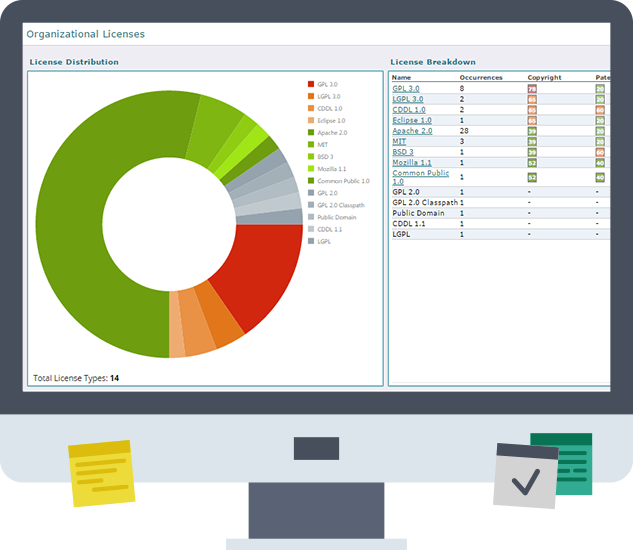 Organizational Licenses
License Distribution
GPL 3.0
LGPL 3.0
CDDL 1.0
Eclipse 1.0
Apache 2.0
MIT
BSD 3
Mozilla 1.1
Common Public 1.0
GPL 2.0
GPL 2.0 Classpath
Public Domain
CDDL 1.1
LGPL
Total License Types: 14
License Breakdown
Name Occurrences Copyright Pate
GPL 3.0 8 78 20
LGPL 3.0 2 20
CDDL 1.0 2
Eclipse 1.0 1 20
Apache 2.0 28 39 20
MIT 3 39 20
BSD 3 1 39
Mozilla 1.1 1 52 40
Common Public
1.0 1 52 40
GPL 2.0 1 - -
GPL 2.0 Classpath 1 - -
Public Domain 1 - -
CDDL 1.1 1 - -
LGPL 1 - -